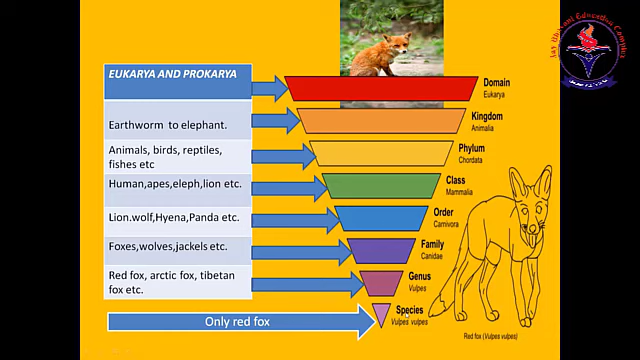 EUKARYA AND PROKARYA
Earthworm to elephant.
Animals, birds, reptiles,
fishes etc
Human,apes,eleph,lion etc.
Lion.wolf,Hyena,Panda etc.
Foxes,wolves,jackels etc.
Red fox, arctic fox, tibetan
fox etc.
Only red fox
Domain
Eukarya
Kingdom
Animalia
Phylum
Chordata
Class
Mammalia
Order
Carnivora
Family
Canidae
Genus
Vulpes
Species
Vulpes vulpes
Red fox (Vulpes vulpes)